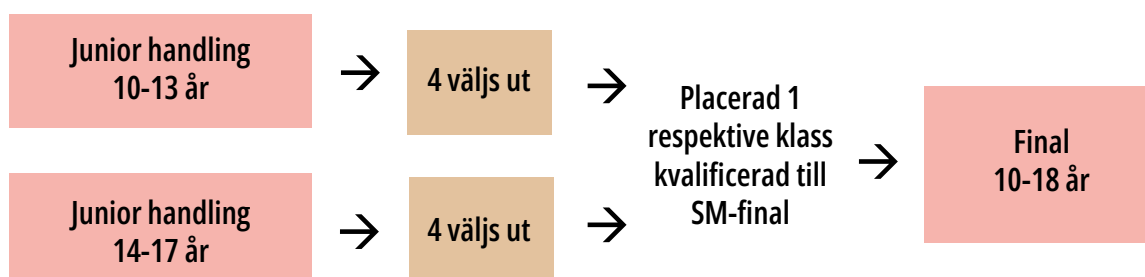 Junior handling
10-13 år
→
4 väljs ut
→
Junior handling
14-17 år
→
4 väljs ut
→
Placerad 1
respektive klass
kvalificerad till
SM-final
→
Final
10-18 år